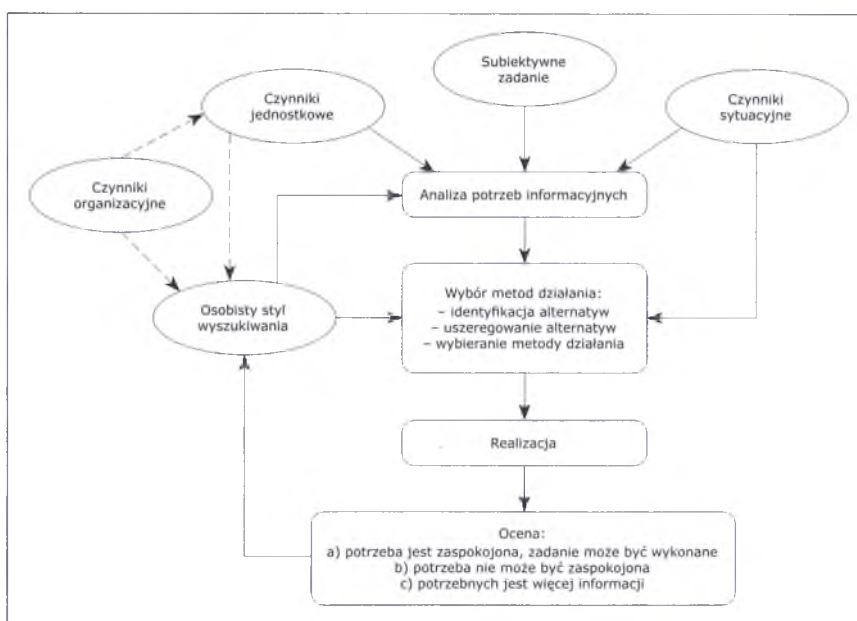 Subiektywne
zadanie
Czynniki
jednostkowe
Czynniki
sytuacyjne
Czynniki
organizacyjne
Analiza potrzeb informacyjnych
Osobisty styl
wyszukiwania
Wybór metod działania:
– identyfikacja alternatyw
– uszeregowanie alternatyw
– wybieranie metody działania
Realizacja
Ocena:
a) potrzeba jest zaspokojona, zadanie może być wykonane
b) potrzeba nie może być zaspokojona
c) potrzebnych jest więcej informacji